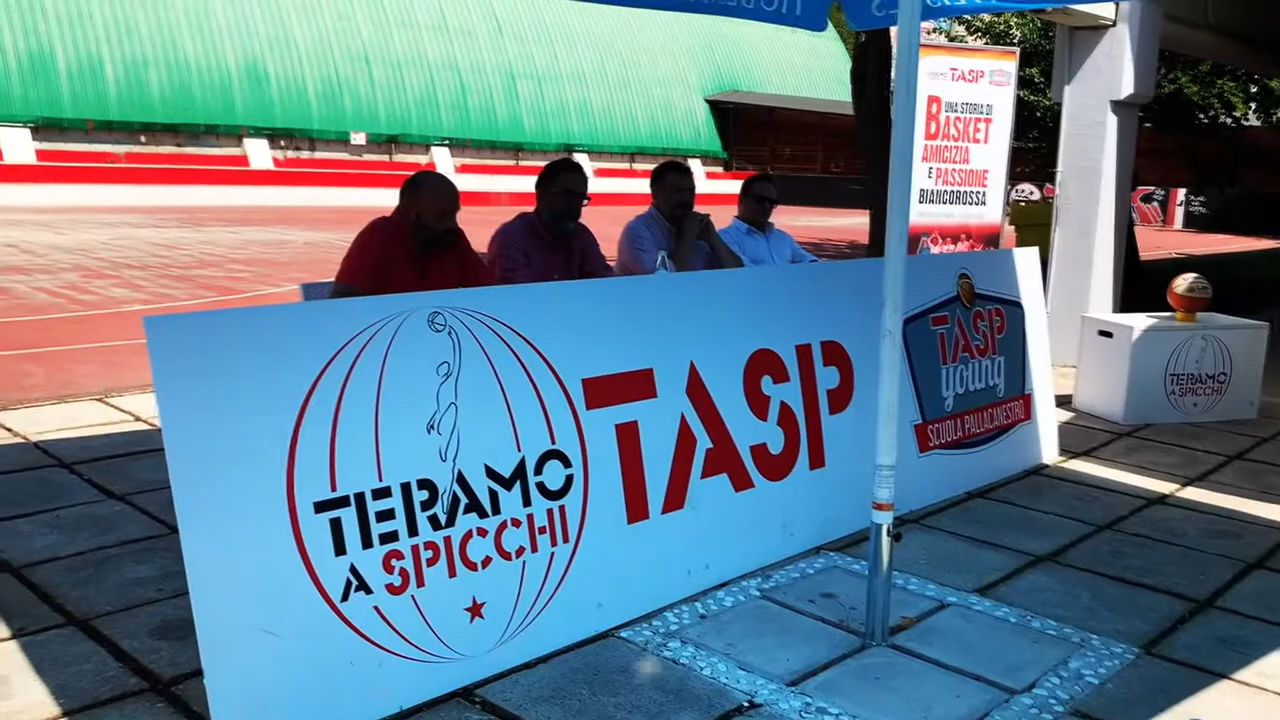 TASP
UNA STORIA DI
BASKET
AMICIZIA
E PASSIONE
BIANCOROSSA
TERAMO
A SPICCHI
TASP
TASP
young
SCUOLA PALLACANESTRO
TERAMO
A SPICCHI